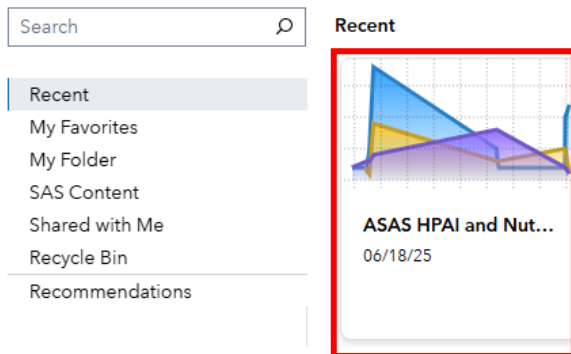 Search
Recent
My Favorites
My Folder
SAS Content
Shared with Me
Recycle Bin
Recommendations
Recent
ASAS HPAI and Nut...
06/18/25